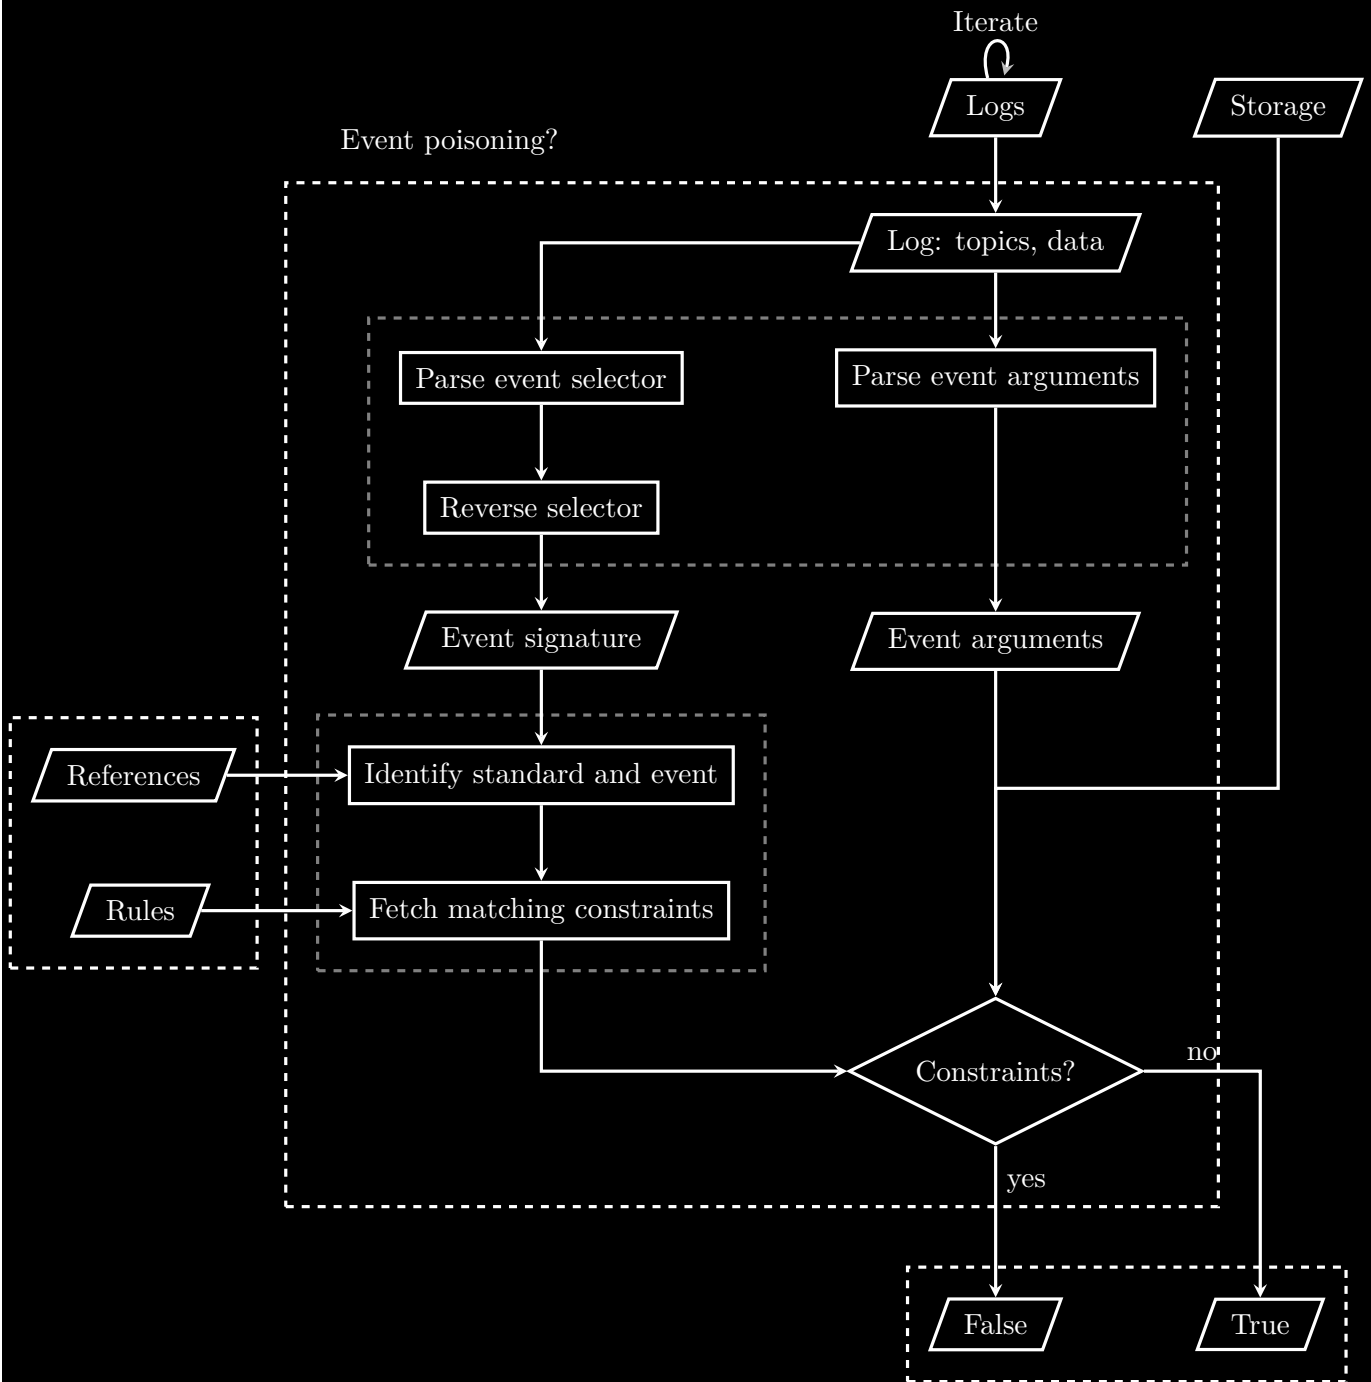 Iterate
Logs
Storage
Event poisoning?
Log: topics, data
Parse event selector
Parse event arguments
Reverse selector
Event signature
Event arguments
References
Identify standard and event
Rules
Fetch matching constraints
Constraints?
no
yes
False
True